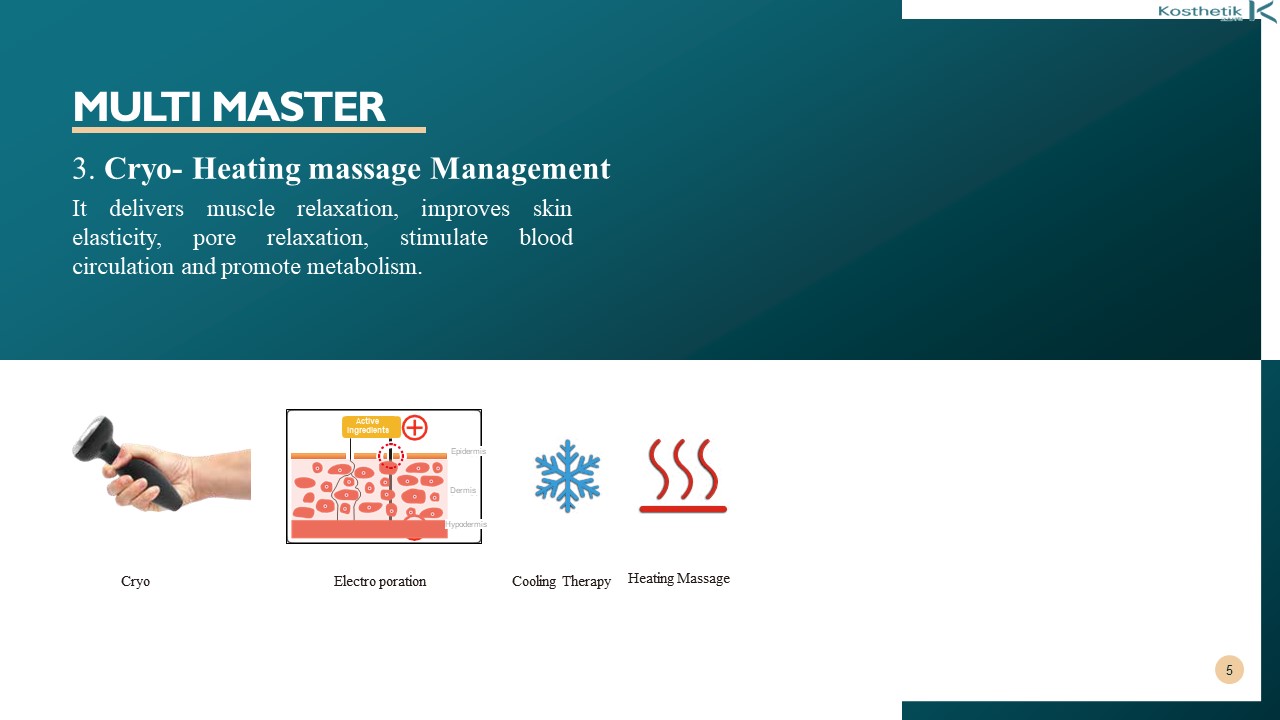 Kosthetik
MULTI MASTER
3. Cryo- Heating massage Management
It delivers muscle relaxation, improves skin
elasticity, pore relaxation, stimulate blood
circulation and promote metabolism.
Active
Ingredients
Epidermis
Dermis
Hypodermis
Cryo
Electro poration
Cooling Therapy
Heating Massage
5